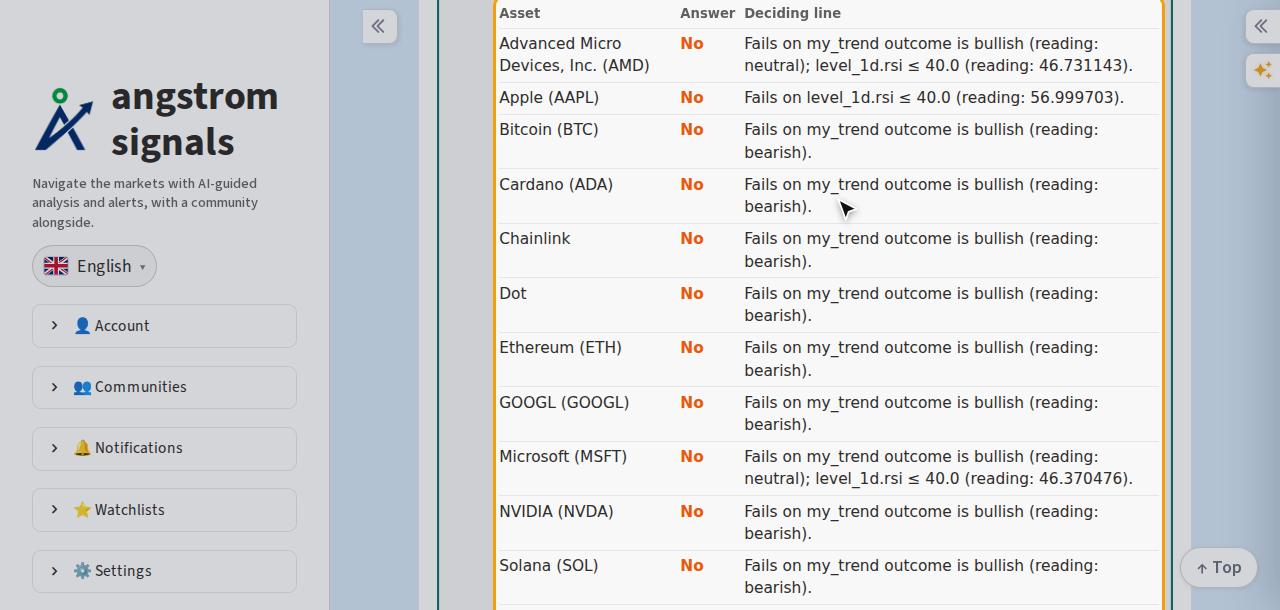 angstrom
signals
Navigate the markets with AI-guided
analysis and alerts, with a community
alongside.
English
Account
Communities
Notifications
Watchlists
Settings
Asset Answer Deciding line
Advanced Micro Devices, Inc. (AMD) No Fails on my_trend outcome is bullish (reading:
neutral); level_1d.rsi ≤ 40.0 (reading: 46.731143).
Apple (AAPL) No Fails on level_1d.rsi ≤ 40.0 (reading: 56.999703).
Bitcoin (BTC) No Fails on my_trend outcome is bullish (reading:
bearish).
Cardano (ADA) No Fails on my_trend outcome is bullish (reading:
bearish).
Chainlink No Fails on my_trend outcome is bullish (reading:
bearish).
Dot No Fails on my_trend outcome is bullish (reading:
bearish).
Ethereum (ETH) No Fails on my_trend outcome is bullish (reading:
bearish).
GOOGL (GOOGL) No Fails on my_trend outcome is bullish (reading:
bearish).
Microsoft (MSFT) No Fails on my_trend outcome is bullish (reading:
neutral); level_1d.rsi ≤ 40.0 (reading: 46.370476).
NVIDIA (NVDA) No Fails on my_trend outcome is bullish (reading:
bearish).
Solana (SOL) No Fails on my_trend outcome is bullish (reading:
bearish).
↑ Top